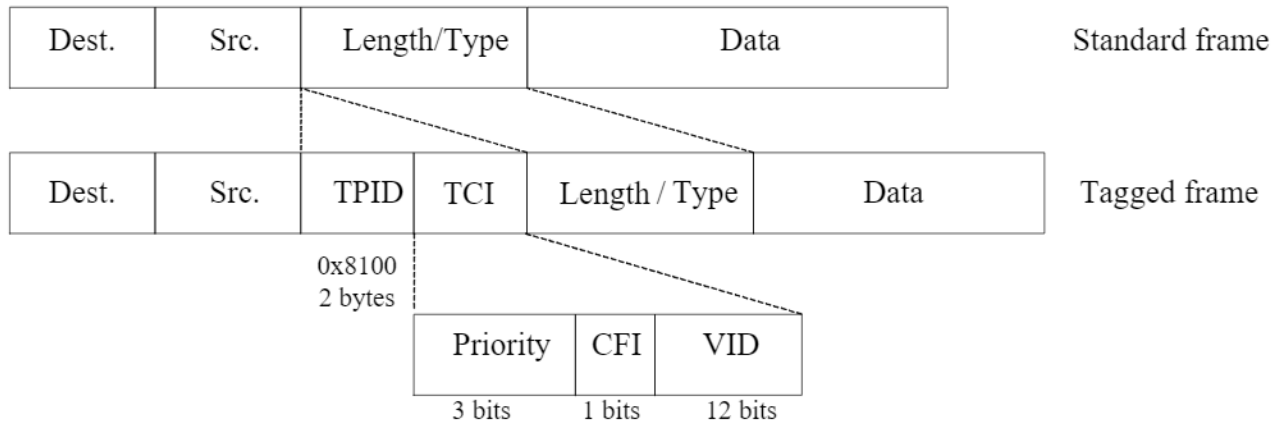 Dest. Src. Length/Type Data Standard frame
Dest. Src. TPID TCI Length / Type Data Tagged frame
0x8100
2 bytes
Priority CFI VID
3 bits 1 bits 12 bits